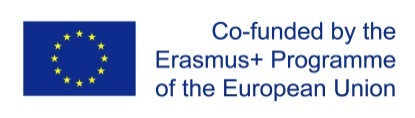 Co-funded by the
Erasmus+ Programme
of the European Union